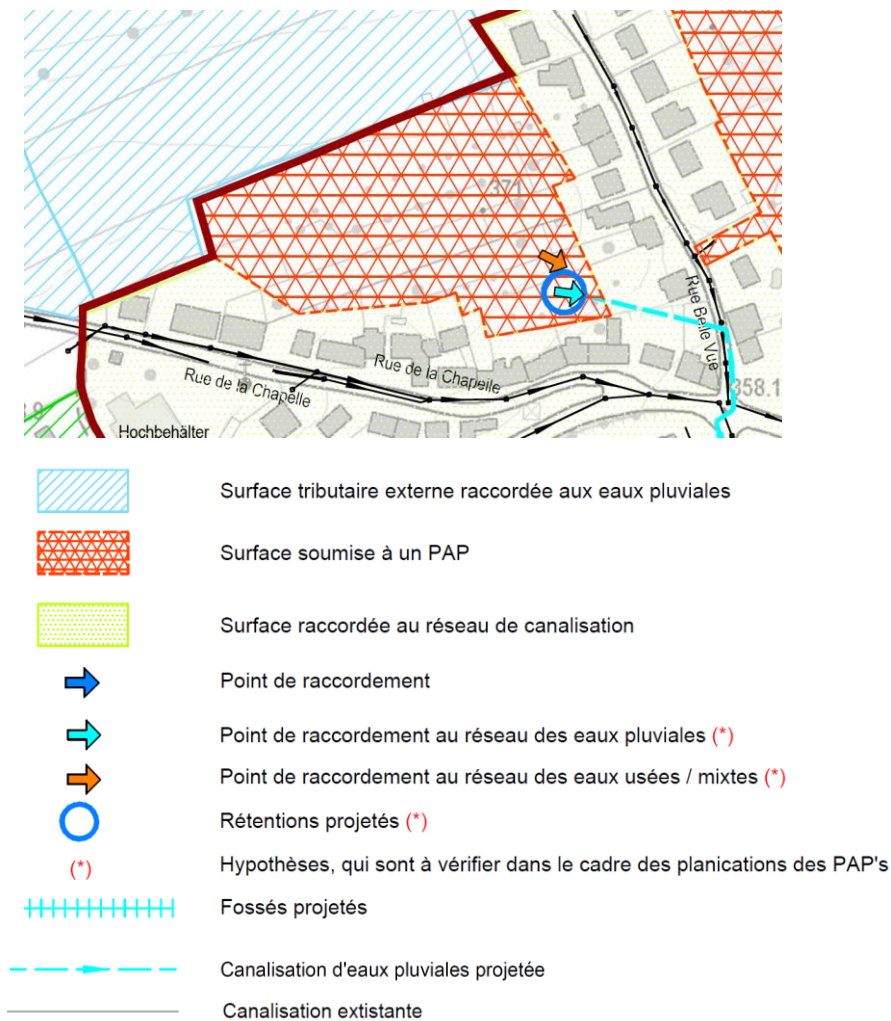 371
Rue Belle Vue
Rue de la Chapelle
Rue de la Chapelle
358.1
Hochbehälter
Surface tributaire externe raccordée aux eaux pluviales
Surface soumise à un PAP
Surface raccordée au réseau de canalisation
Point de raccordement
Point de raccordement au réseau des eaux pluviales (*)
Point de raccordement au réseau des eaux usées / mixtes (*)
Rétentions projetés (*)
(*) Hypothèses, qui sont à vérifier dans le cadre des planications des PAP's
Fossés projetés
Canalisation d'eaux pluviales projetée
Canalisation extistante